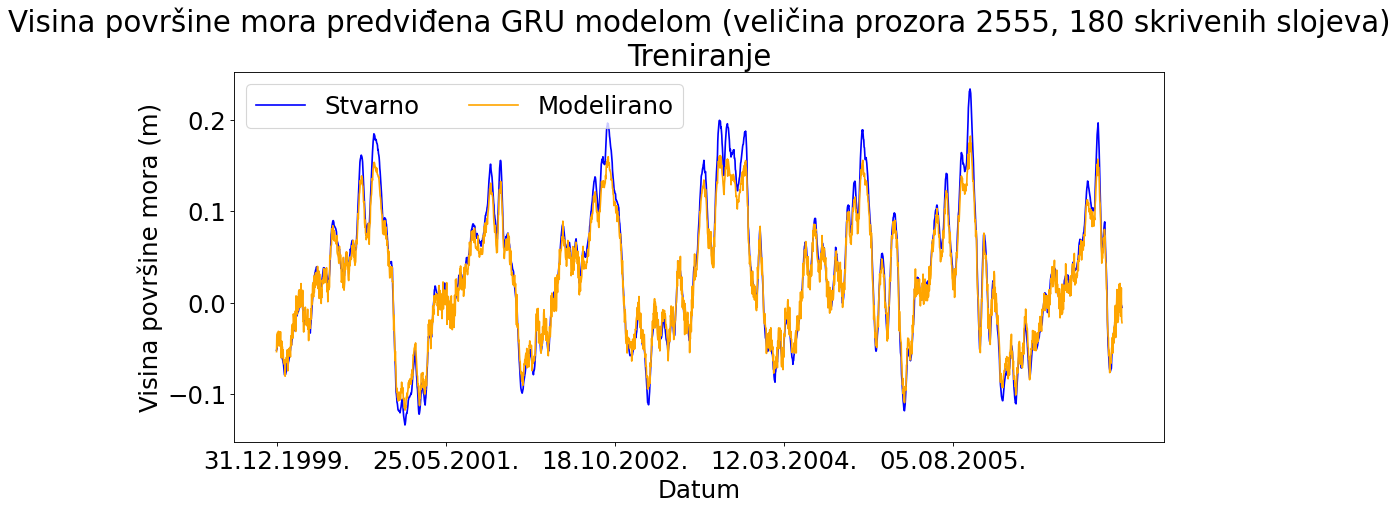 Visina površine mora predviđena GRU modelom (veličina prozora 2555, 180 skrivenih slojeva)
Treniranje
Stvarno
Modelirano
Visina površine mora (m)
0.2
0.1
0.0
−0.1
31.12.1999.
25.05.2001.
18.10.2002.
12.03.2004.
05.08.2005.
Datum